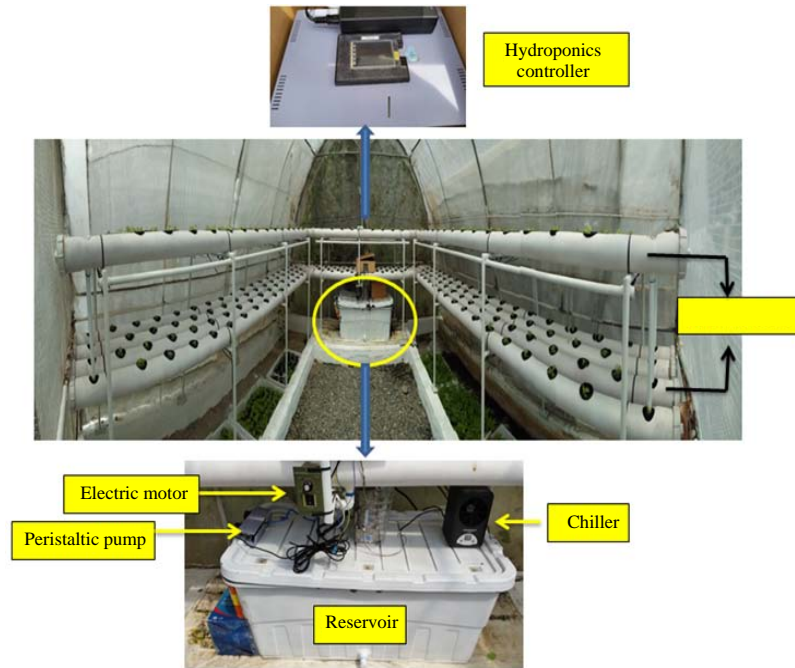 Hydroponics
controller
Electric motor
Peristaltic pump
Chiller
Reservoir